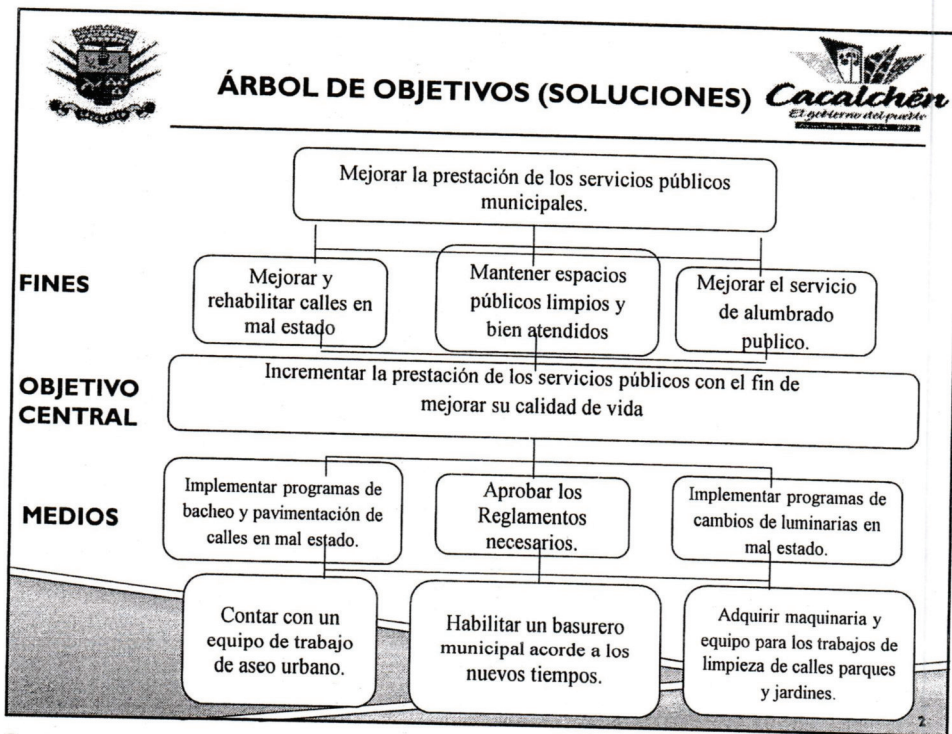 ÁRBOL DE OBJETIVOS (SOLUCIONES)
Cacalchén
El gobierno del pueblo
Mejorar la prestación de los servicios públicos
municipales.
FINES
Mejorar y
rehabilitar calles en
mal estado
Mantener espacios
públicos limpios y
bien atendidos
Mejorar el servicio
de alumbrado
publico.
OBJETIVO
CENTRAL
Incrementar la prestación de los servicios públicos con el fin de
mejorar su calidad de vida
MEDIOS
Implementar programas de
bacheo y pavimentación de
calles en mal estado.
Aprobar los
Reglamentos
necesarios.
Implementar programas de
cambios de luminarias en
mal estado.
Contar con un
equipo de trabajo
de aseo urbano.
Habilitar un basurero
municipal acorde a los
nuevos tiempos.
Adquirir maquinaria y
equipo para los trabajos de
limpieza de calles parques
y jardines.
2